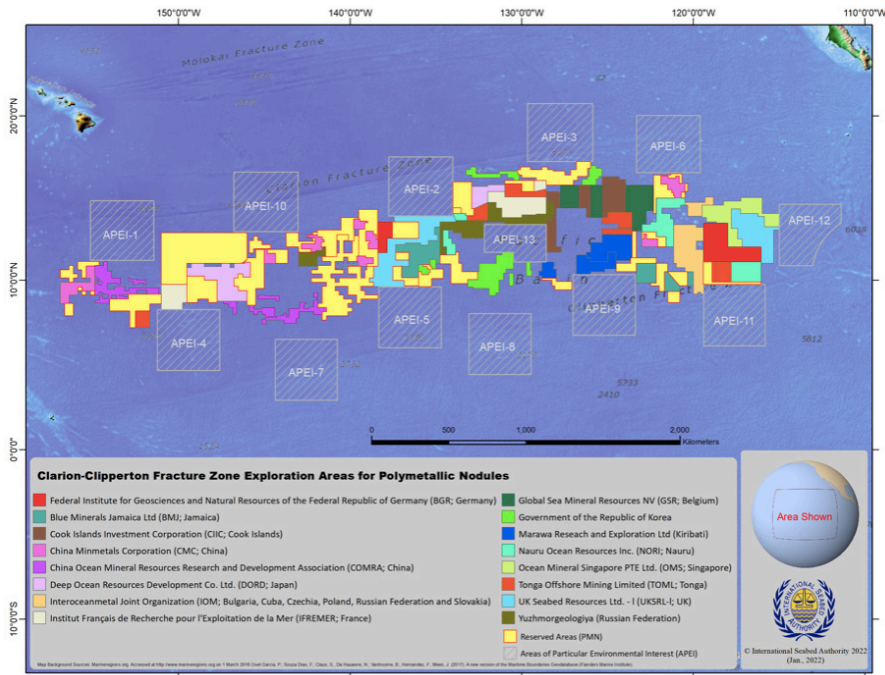 150°0'0"W 140°0'0"W 130°0'0"W 120°0'0"W 110°0'0"W
Molokai Fracture Zone
20°0'0"N
APEI-3
APEI-6
Clarion Fracture Zone
APEI-2
APEI-10
APEI-1
APEI-12
6038
APEI-13
Pacific
10°0'0"N
Basin
Clipperton Fract
APEI-9
APEI-5
APEI-11
APEI-4
APEI-8
5812
APEI-7
5733
2410
0 500 1,000 2,000
Kilometers
0°0'0"
Clarion-Clipperton Fracture Zone Exploration Areas for Polymetallic Nodules
Federal Institute for Geosciences and Natural Resources of the Federal Republic of Germany (BGR; Germany)
Blue Minerals Jamaica Ltd (BMJ; Jamaica)
Cook Islands Investment Corporation (CIIC; Cook Islands)
China Minmetals Corporation (CMC; China)
China Ocean Mineral Resources Research and Development Association (COMRA; China)
Deep Ocean Resources Development Co. Ltd. (DORD; Japan)
Interoceanmetal Joint Organization (IOM; Bulgaria, Cuba, Czechia, Poland, Russian Federation and Slovakia)
Institut Français de Recherche pour l'Exploitation de la Mer (IFREMER; France)
Global Sea Mineral Resources NV (GSR; Belgium)
Government of the Republic of Korea
Marawa Reseach and Exploration Ltd (Kiribati)
Nauru Ocean Resources Inc. (NORI; Nauru)
Ocean Mineral Singapore PTE Ltd. (OMS; Singapore)
Tonga Offshore Mining Limited (TOML; Tonga)
UK Seabed Resources Ltd. - I (UKSRL-I; UK)
Yuzhmorgeologiya (Russian Federation)
Reserved Areas (PMN)
Areas of Particular Environmental Interest (APEI)
Area Shown
INTERNATIONAL SEABED AUTHORITY
© International Seabed Authority 2022
(Jan., 2022)
10°0'0"S